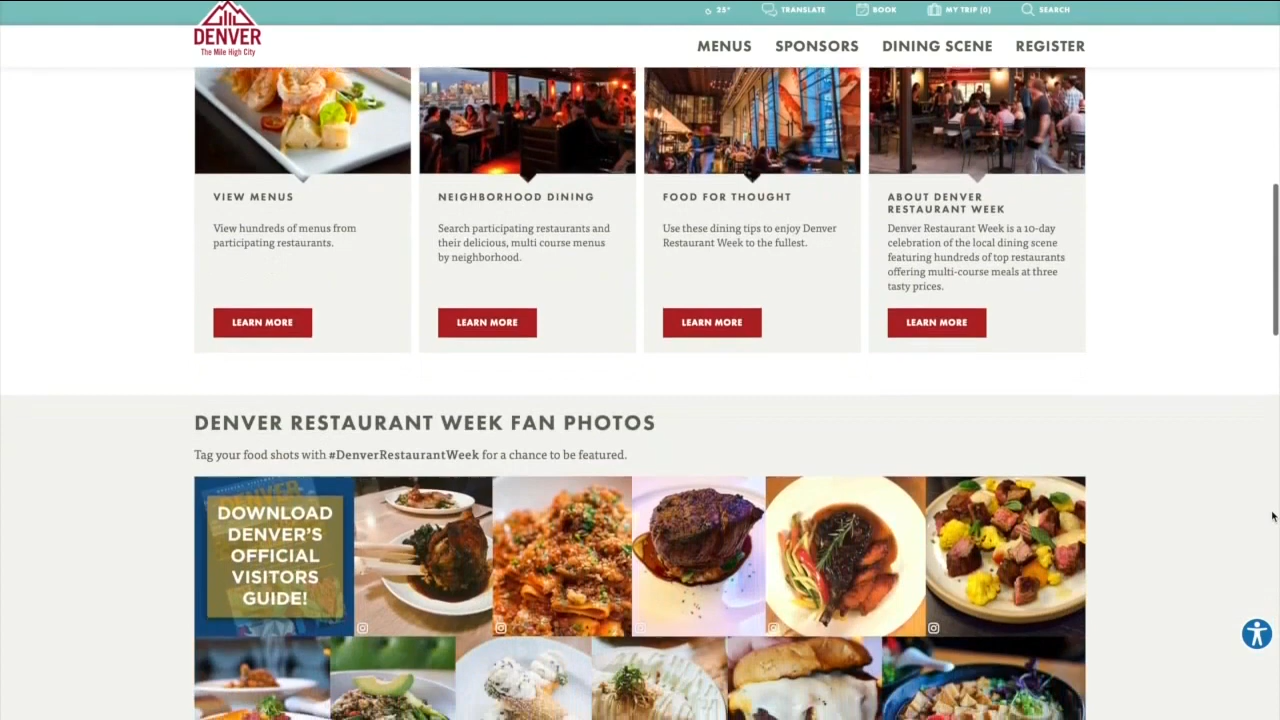 DENVER
The Mile High City
25°
TRANSLATE
BOOK
MY TRIP (0)
SEARCH
MENUS
SPONSORS
DINING SCENE
REGISTER
VIEW MENUS
View hundreds of menus from
participating restaurants.
LEARN MORE
NEIGHBORHOOD DINING
Search participating restaurants and
their delicious, multi course menus
by neighborhood.
LEARN MORE
FOOD FOR THOUGHT
Use these dining tips to enjoy Denver
Restaurant Week to the fullest.
LEARN MORE
ABOUT DENVER
RESTAURANT WEEK
Denver Restaurant Week is a 10-day
celebration of the local dining scene
featuring hundreds of top restaurants
offering multi-course meals at three
tasty prices.
LEARN MORE
DENVER RESTAURANT WEEK FAN PHOTOS
Tag your food shots with #DenverRestaurantWeek for a chance to be featured.
DENVER
DOWNLOAD
DENVER'S
OFFICIAL
VISITORS
GUIDE!